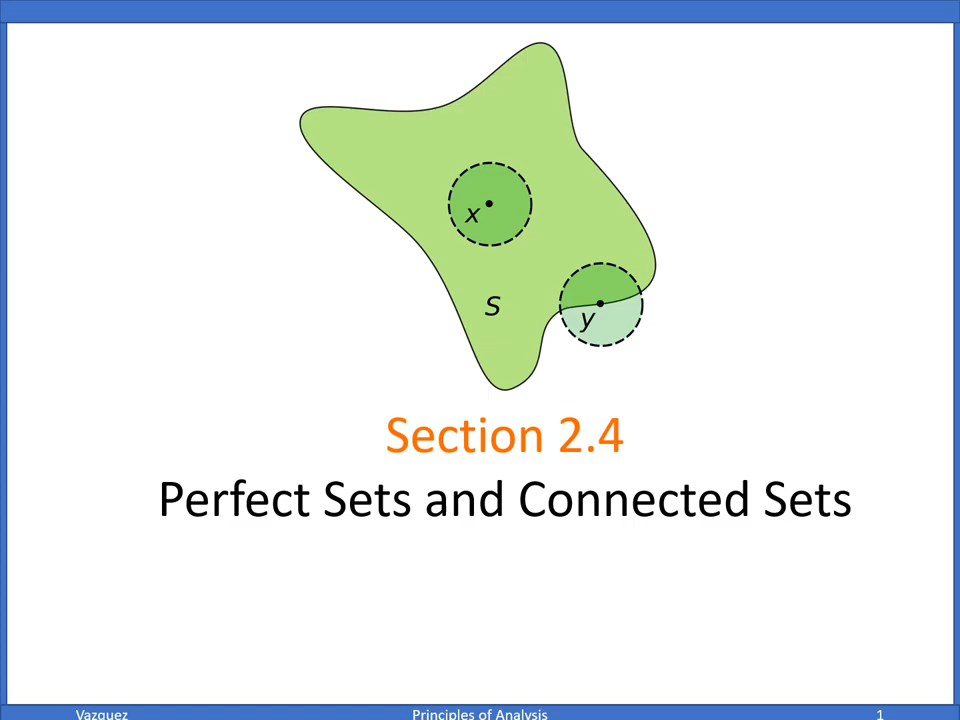 x
S
y
Section 2.4
Perfect Sets and Connected Sets
Vazquez Principles of Analysis 1